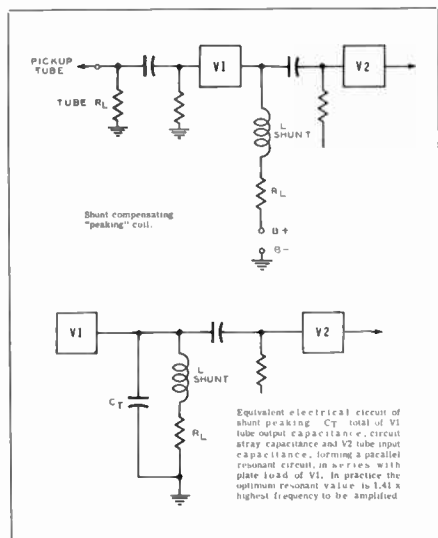 PICKUP
TUBE
V1
V2
TUBE RL
L
SHUNT
RL
Shunt compensating
"peaking" coil.
B+
B-
V1
V2
L
SHUNT
CT
RL
Equivalent electrical circuit of
shunt peaking CT total of V1
tube output capacitance, circuit
stray capacitance and V2 tube input
capacitance, forming a parallel
resonant circuit, in series with
plate load of V1. In practice the
optimum resonant value is 1.41 x
highest frequency to be amplified